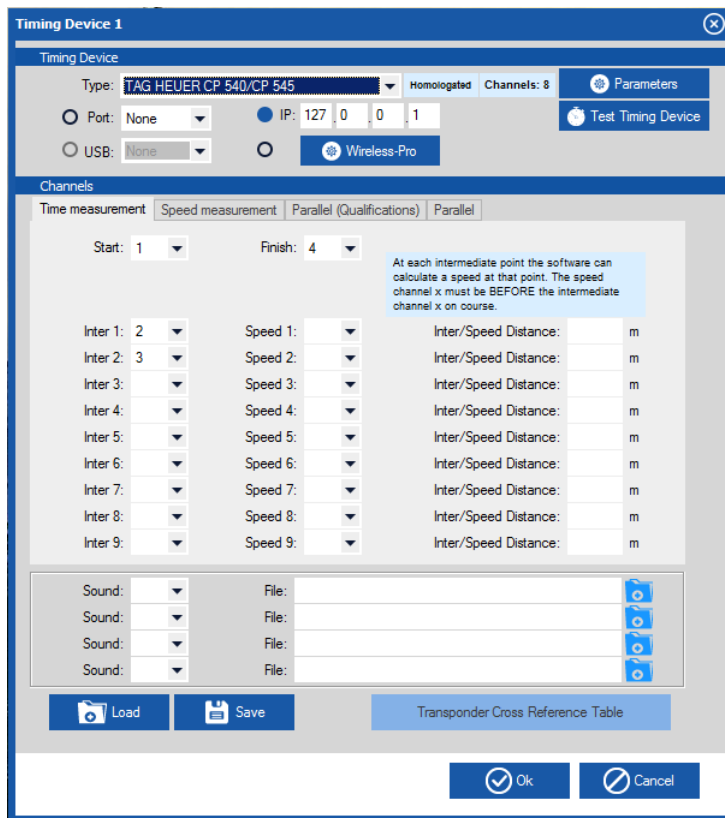 Timing Device 1
Timing Device
Type: TAG HEUER CP 540/CP 545 Homologated Channels: 8 Parameters
Port: None IP: 127 . 0 . 0 . 1 Test Timing Device
USB: None Wireless-Pro
Channels
Time measurement Speed measurement Parallel (Qualifications) Parallel
Start: 1 Finish: 4
At each intermediate point the software can
calculate a speed at that point. The speed
channel x must be BEFORE the intermediate
channel x on course.
Inter 1: 2 Speed 1: Inter/Speed Distance: m
Inter 2: 3 Speed 2: Inter/Speed Distance: m
Inter 3: Speed 3: Inter/Speed Distance: m
Inter 4: Speed 4: Inter/Speed Distance: m
Inter 5: Speed 5: Inter/Speed Distance: m
Inter 6: Speed 6: Inter/Speed Distance: m
Inter 7: Speed 7: Inter/Speed Distance: m
Inter 8: Speed 8: Inter/Speed Distance: m
Inter 9: Speed 9: Inter/Speed Distance: m
Sound: File:
Sound: File:
Sound: File:
Sound: File:
Load Save Transponder Cross Reference Table
Ok Cancel